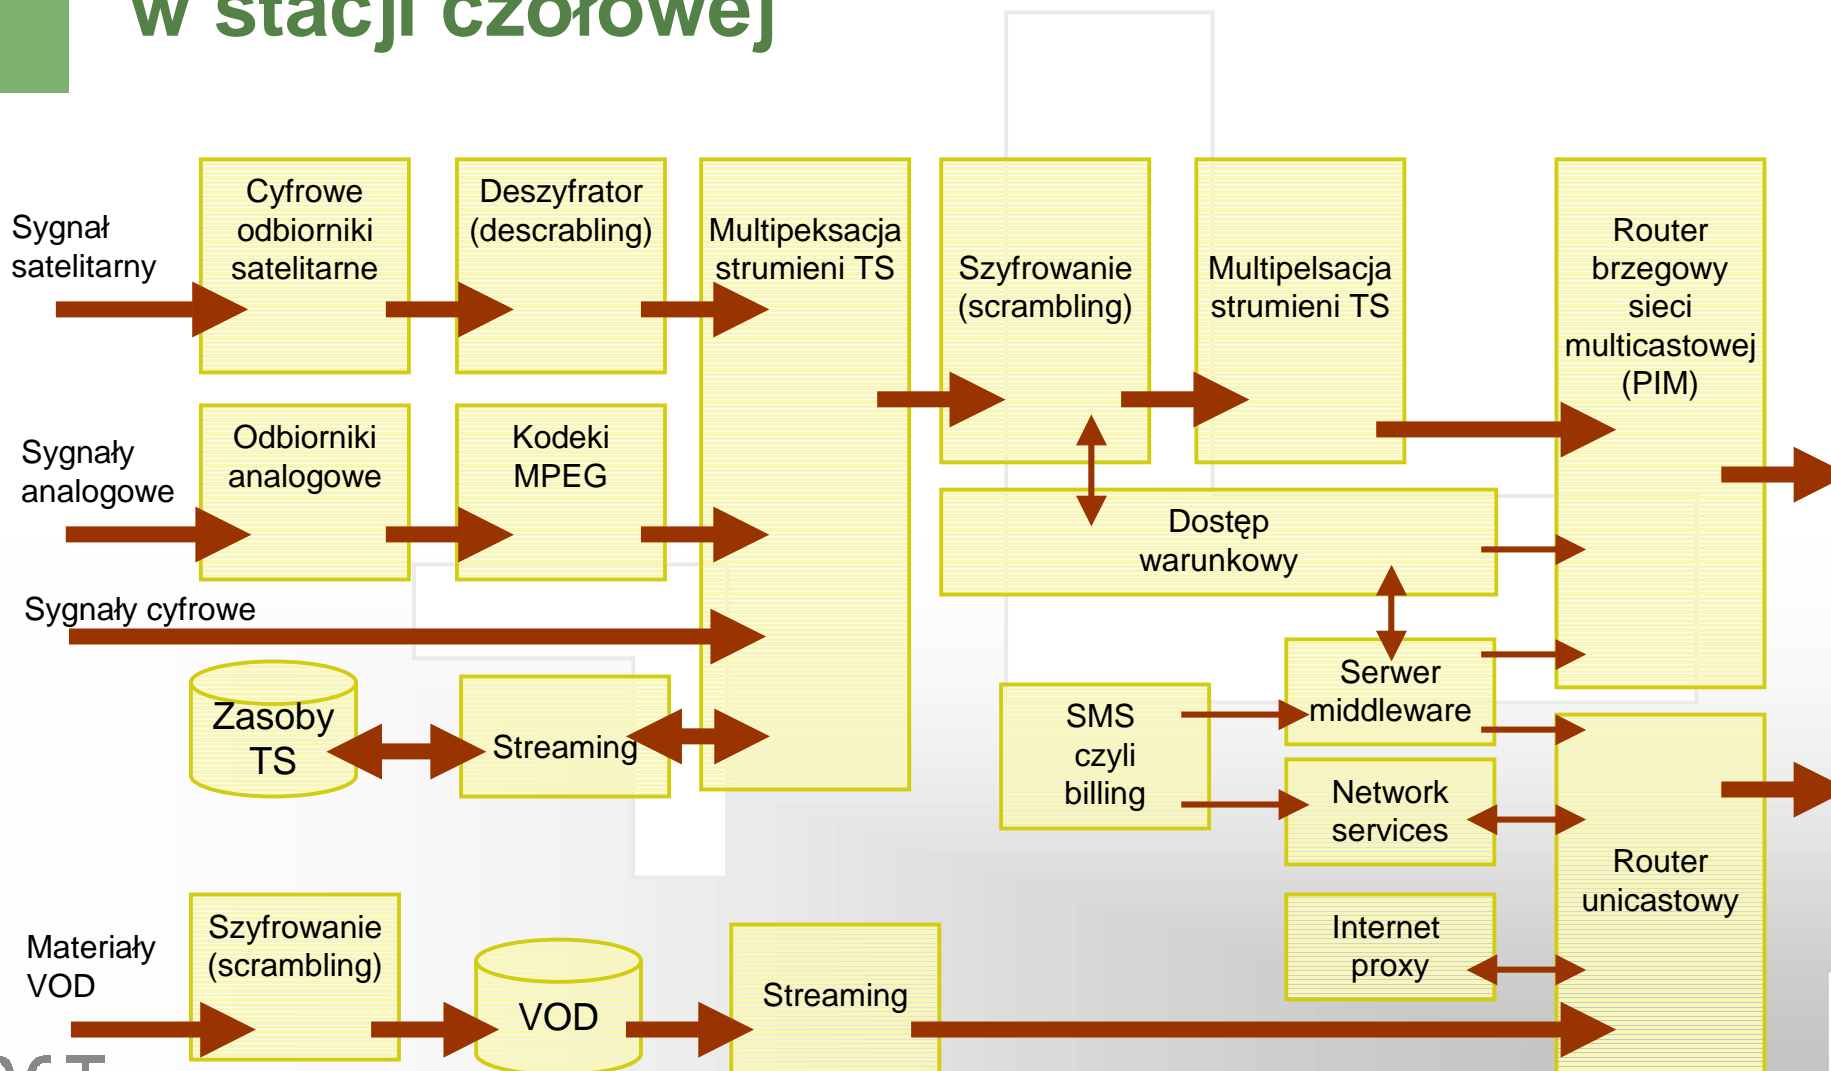 w stacji czołowej
Sygnał
satelitarny
Cyfrowe
odbiorniki
satelitarne
Deszyfrator
(descrabling)
Multipeksacja
strumieni TS
Szyfrowanie
(scrambling)
Multipelsacja
strumieni TS
Router
brzegowy
sieci
multicastowej
(PIM)
Sygnały
analogowe
Odbiorniki
analogowe
Kodeki
MPEG
Dostęp
warunkowy
Sygnały cyfrowe
Zasoby
TS
Streaming
SMS
czyli
billing
Serwer
middleware
Network
services
Router
unicastowy
Internet
proxy
Materiały
VOD
Szyfrowanie
(scrambling)
VOD
Streaming